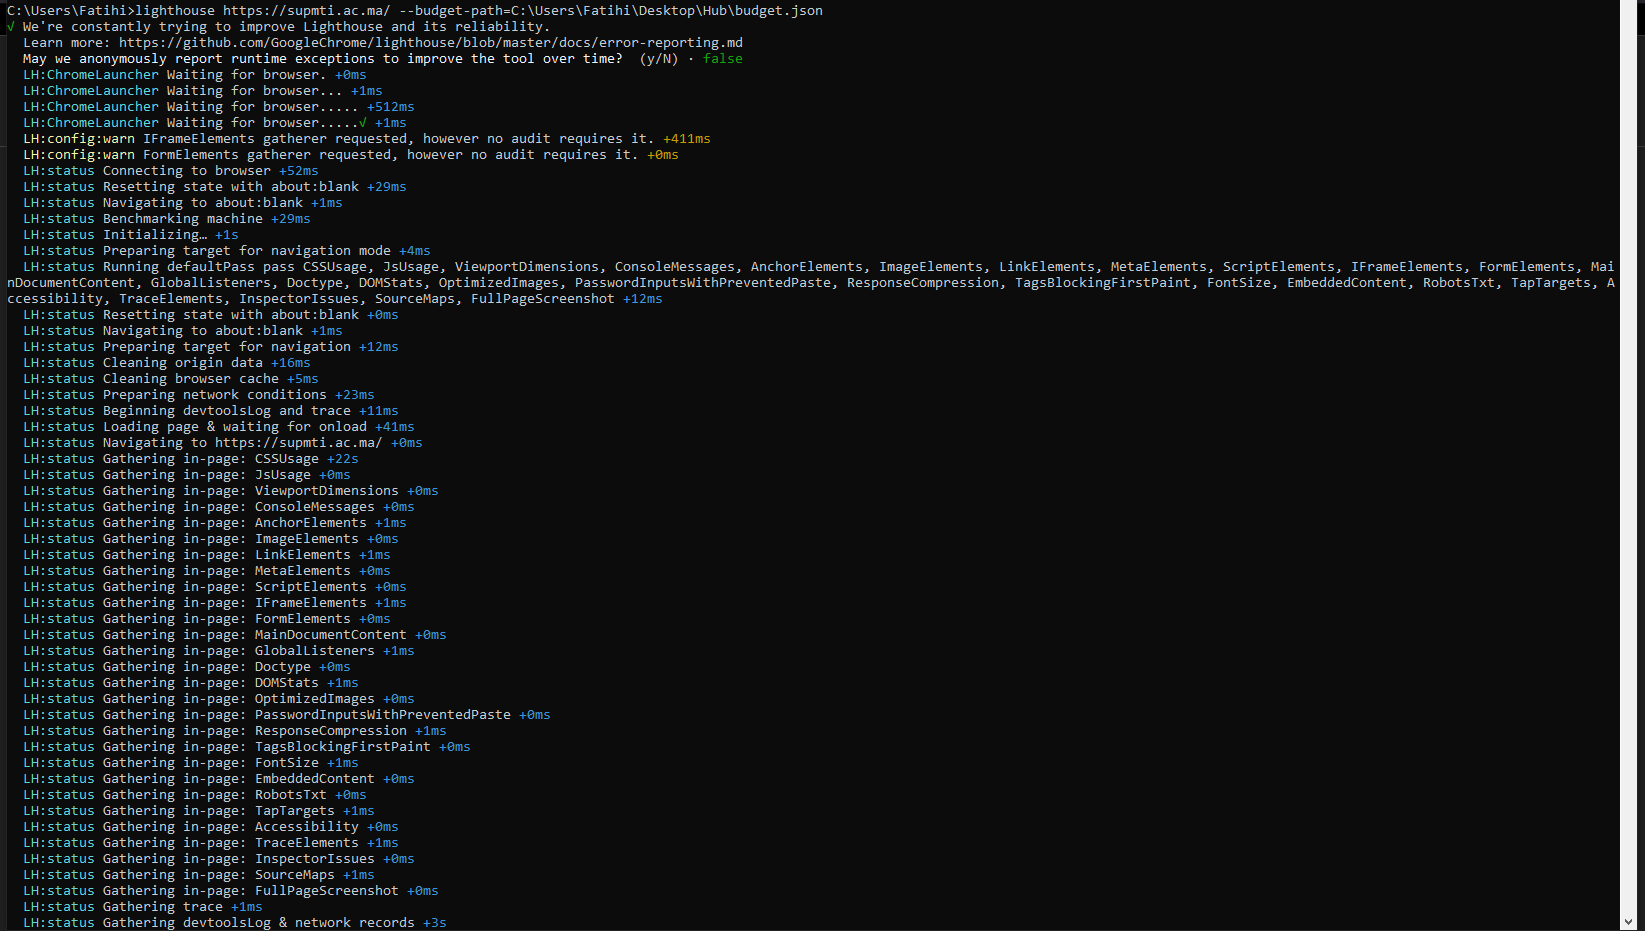 C:\Users\Fatihi>lighthouse https://supmti.ac.ma/ --budget-path=C:\Users\Fatihi\Desktop\Hub\budget.json
√ We're constantly trying to improve Lighthouse and its reliability.
Learn more: https://github.com/GoogleChrome/lighthouse/blob/master/docs/error-reporting.md
May we anonymously report runtime exceptions to improve the tool over time?  (y/N) · false
LH:ChromeLauncher Waiting for browser. +0ms
LH:ChromeLauncher Waiting for browser... +1ms
LH:ChromeLauncher Waiting for browser..... +512ms
LH:ChromeLauncher Waiting for browser.....√ +1ms
LH:config:warn IFrameElements gatherer requested, however no audit requires it. +411ms
LH:config:warn FormElements gatherer requested, however no audit requires it. +0ms
LH:status Connecting to browser +52ms
LH:status Resetting state with about:blank +29ms
LH:status Navigating to about:blank +1ms
LH:status Benchmarking machine +29ms
LH:status Initializing… +1s
LH:status Preparing target for navigation mode +4ms
LH:status Running defaultPass pass CSSUsage, JsUsage, ViewportDimensions, ConsoleMessages, AnchorElements, ImageElements, LinkElements, MetaElements, ScriptElements, IFrameElements, FormElements, Mai
nDocumentContent, GlobalListeners, Doctype, DOMStats, OptimizedImages, PasswordInputsWithPreventedPaste, ResponseCompression, TagsBlockingFirstPaint, FontSize, EmbeddedContent, RobotsTxt, TapTargets, A
ccessibility, TraceElements, InspectorIssues, SourceMaps, FullPageScreenshot +12ms
LH:status Resetting state with about:blank +0ms
LH:status Navigating to about:blank +1ms
LH:status Preparing target for navigation +12ms
LH:status Cleaning origin data +16ms
LH:status Cleaning browser cache +5ms
LH:status Preparing network conditions +23ms
LH:status Beginning devtoolsLog and trace +11ms
LH:status Loading page & waiting for onload +41ms
LH:status Navigating to https://supmti.ac.ma/ +0ms
LH:status Gathering in-page: CSSUsage +22s
LH:status Gathering in-page: JsUsage +0ms
LH:status Gathering in-page: ViewportDimensions +0ms
LH:status Gathering in-page: ConsoleMessages +0ms
LH:status Gathering in-page: AnchorElements +1ms
LH:status Gathering in-page: ImageElements +0ms
LH:status Gathering in-page: LinkElements +1ms
LH:status Gathering in-page: MetaElements +0ms
LH:status Gathering in-page: ScriptElements +0ms
LH:status Gathering in-page: IFrameElements +1ms
LH:status Gathering in-page: FormElements +0ms
LH:status Gathering in-page: MainDocumentContent +0ms
LH:status Gathering in-page: GlobalListeners +1ms
LH:status Gathering in-page: Doctype +0ms
LH:status Gathering in-page: DOMStats +1ms
LH:status Gathering in-page: OptimizedImages +0ms
LH:status Gathering in-page: PasswordInputsWithPreventedPaste +0ms
LH:status Gathering in-page: ResponseCompression +1ms
LH:status Gathering in-page: TagsBlockingFirstPaint +0ms
LH:status Gathering in-page: FontSize +1ms
LH:status Gathering in-page: EmbeddedContent +0ms
LH:status Gathering in-page: RobotsTxt +0ms
LH:status Gathering in-page: TapTargets +1ms
LH:status Gathering in-page: Accessibility +0ms
LH:status Gathering in-page: TraceElements +1ms
LH:status Gathering in-page: InspectorIssues +0ms
LH:status Gathering in-page: SourceMaps +1ms
LH:status Gathering in-page: FullPageScreenshot +0ms
LH:status Gathering trace +1ms
LH:status Gathering devtoolsLog & network records +3s